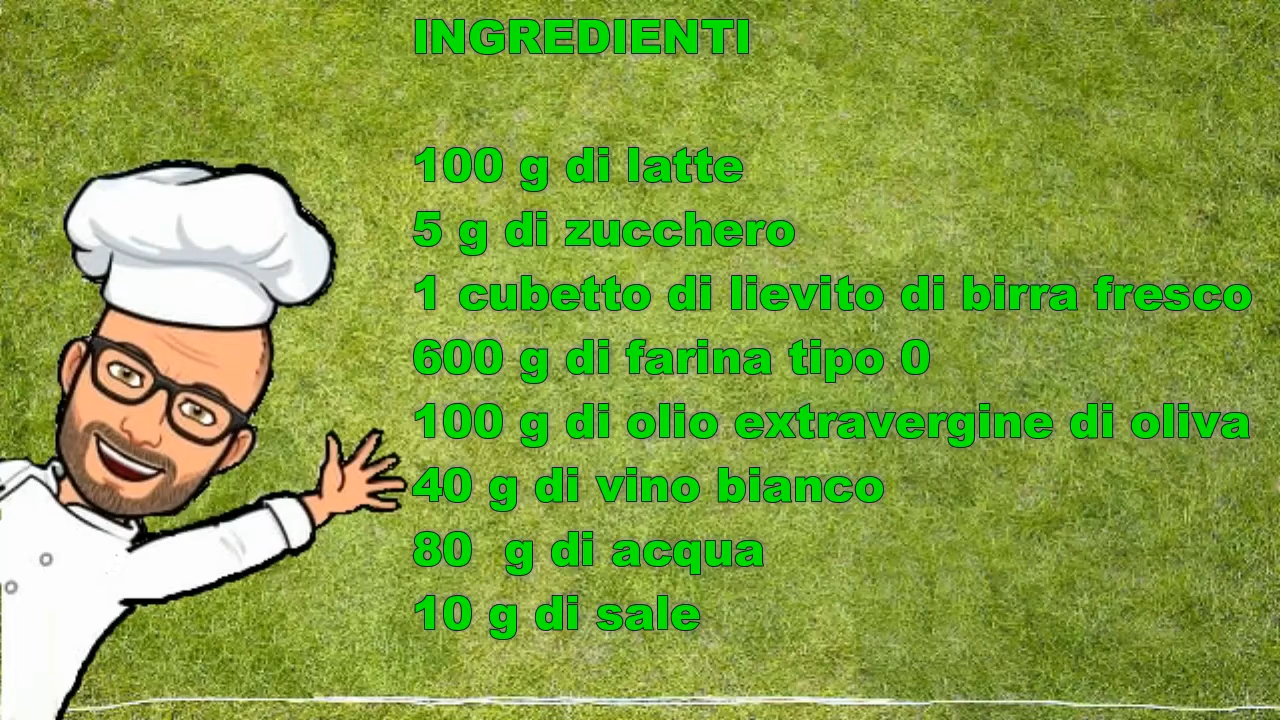 INGREDIENTI
100 g di latte
5 g di zucchero
1 cubetto di lievito di birra fresco
600 g di farina tipo 0
100 g di olio extravergine di oliva
40 g di vino bianco
80 g di acqua
10 g di sale